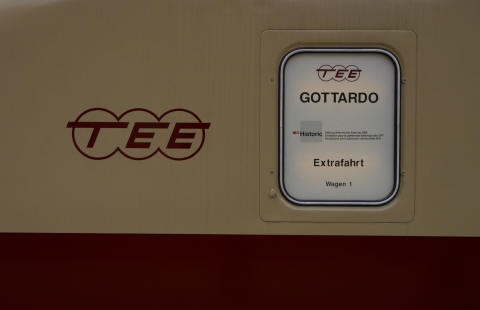 TEE
TEE
GOTTARDO
Historic
Extrafahrt
Wagen 1